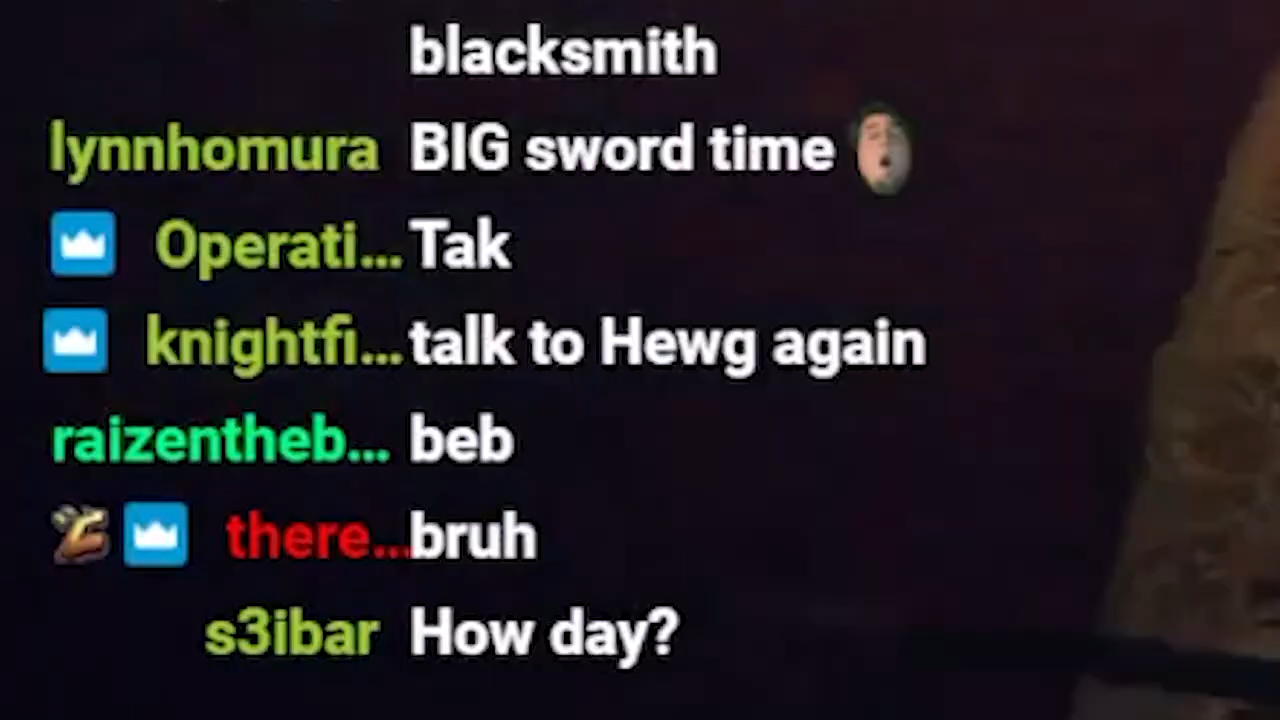 blacksmith
lynnhomura BIG sword time
Operati... Tak
knightfi... talk to Hewg again
raizentheb... beb
there... bruh
s3ibar How day?